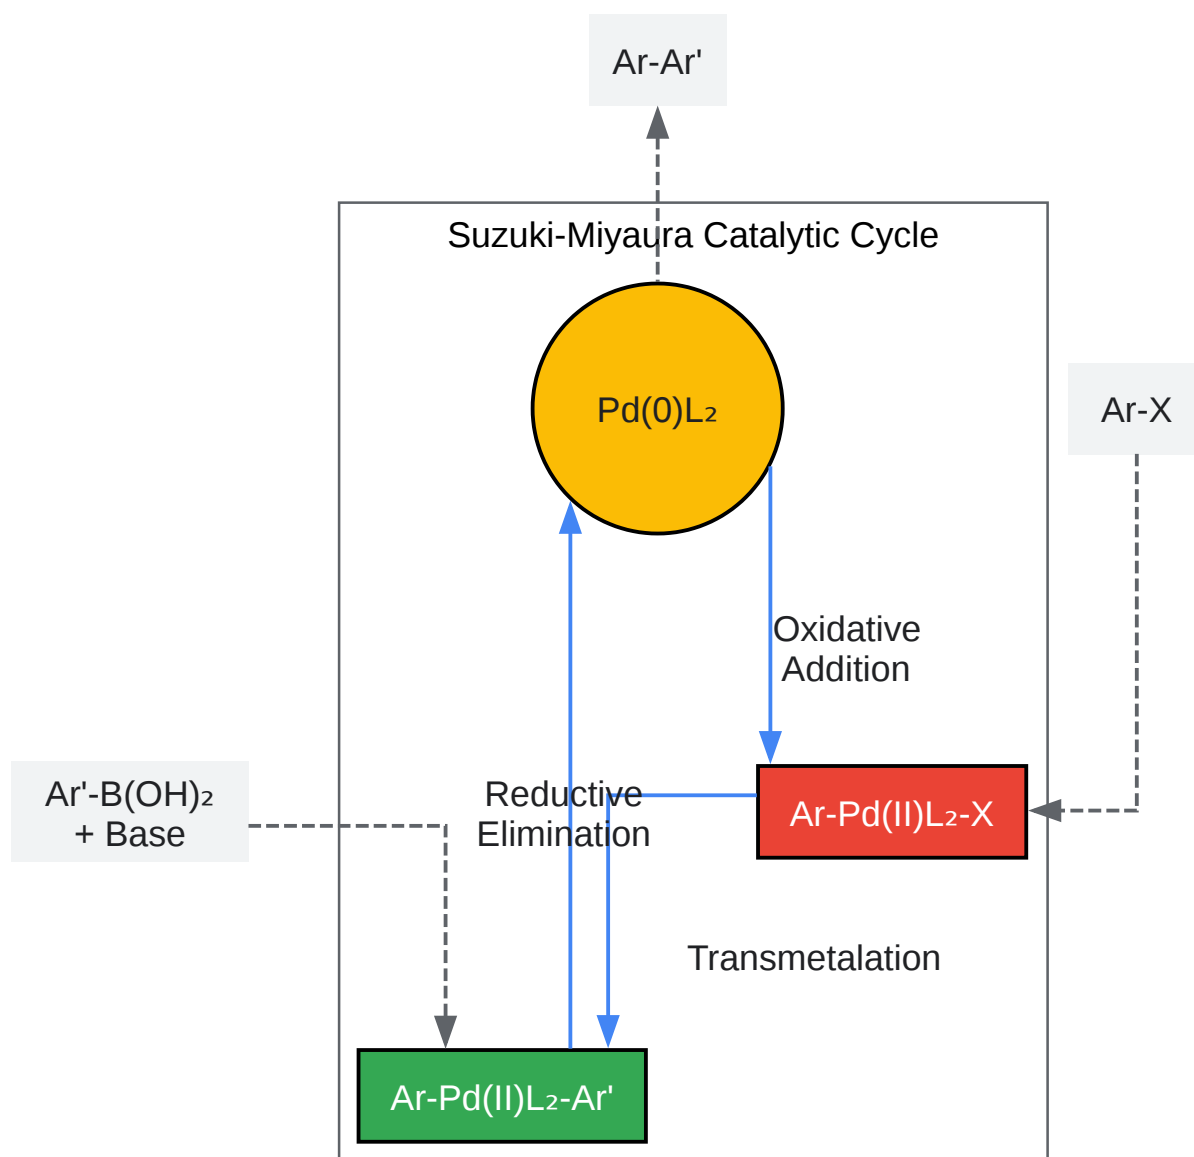 Ar-Ar'
Suzuki-Miyaura Catalytic Cycle
Pd(0)L₂
Ar-X
Oxidative
Addition
Ar'-B(OH)₂
+ Base
Reductive
Elimination
Ar-Pd(II)L₂-X
Transmetalation
Ar-Pd(II)L₂-Ar'